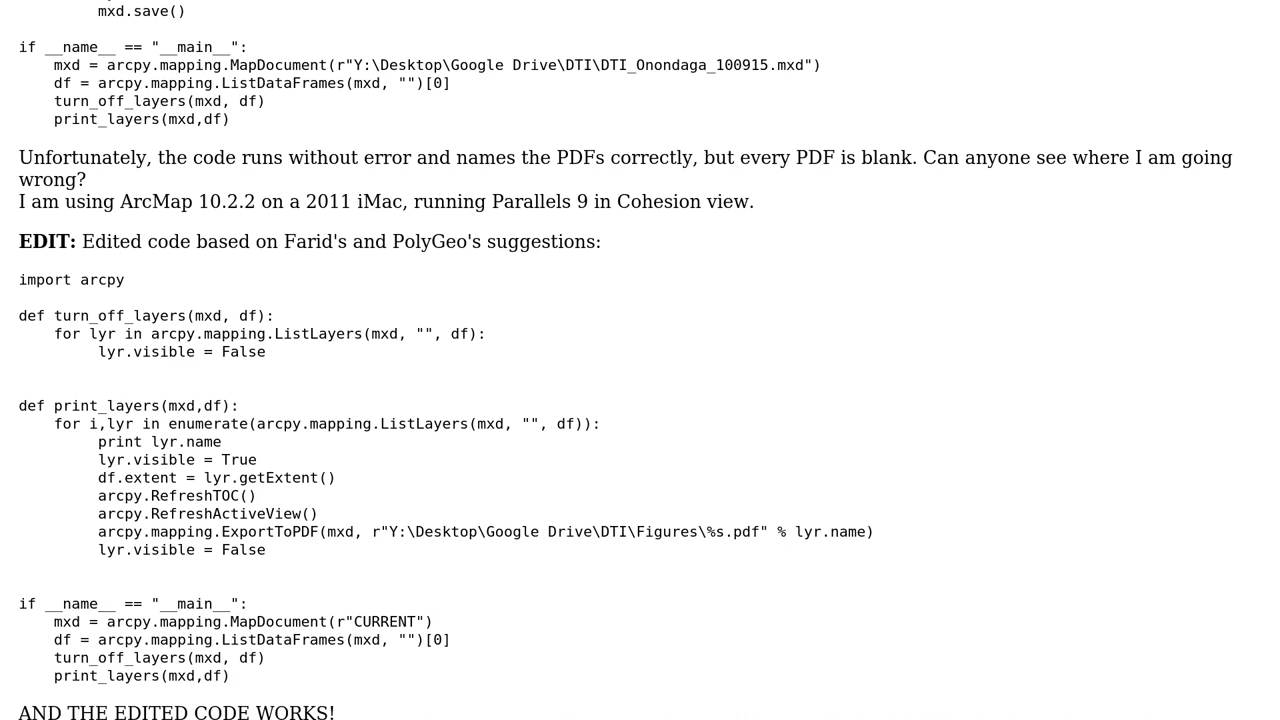 mxd.save()
if __name__ == "__main__":
mxd = arcpy.mapping.MapDocument(r"Y:\Desktop\Google Drive\DTI\DTI_Onondaga_100915.mxd")
df = arcpy.mapping.ListDataFrames(mxd, "")[0]
turn_off_layers(mxd, df)
print_layers(mxd,df)
Unfortunately, the code runs without error and names the PDFs correctly, but every PDF is blank. Can anyone see where I am going
wrong?
I am using ArcMap 10.2.2 on a 2011 iMac, running Parallels 9 in Cohesion view.
EDIT: Edited code based on Farid's and PolyGeo's suggestions:
import arcpy
def turn_off_layers(mxd, df):
for lyr in arcpy.mapping.ListLayers(mxd, "", df):
lyr.visible = False
def print_layers(mxd,df):
for i,lyr in enumerate(arcpy.mapping.ListLayers(mxd, "", df)):
print lyr.name
lyr.visible = True
df.extent = lyr.getExtent()
arcpy.RefreshTOC()
arcpy.RefreshActiveView()
arcpy.mapping.ExportToPDF(mxd, r"Y:\Desktop\Google Drive\DTI\Figures\%s.pdf" % lyr.name)
lyr.visible = False
if __name__ == "__main__":
mxd = arcpy.mapping.MapDocument(r"CURRENT")
df = arcpy.mapping.ListDataFrames(mxd, "")[0]
turn_off_layers(mxd, df)
print_layers(mxd,df)
AND THE EDITED CODE WORKS!